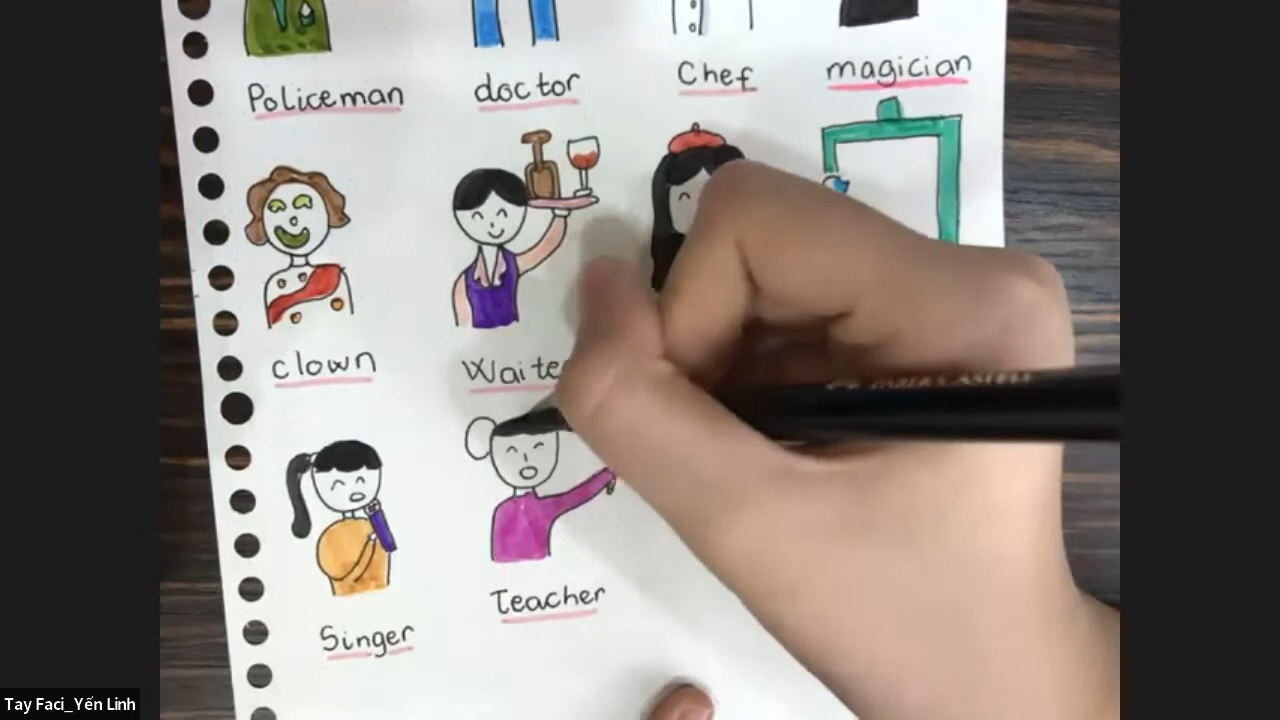 Policeman
doctor
Chef
magician
clown
Singer
Teacher
Tay Faci_Yến Linh